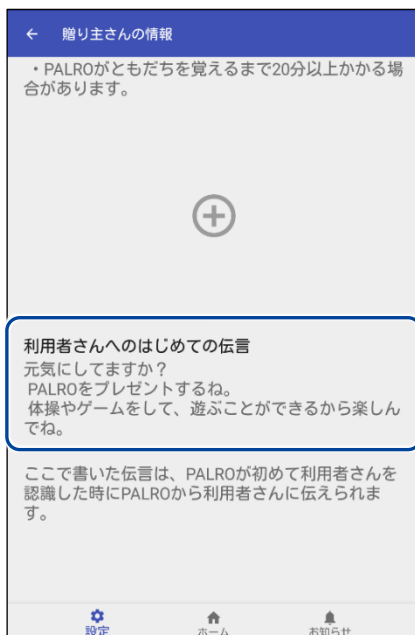 ← 贈り主さんの情報
・PALROがともだちを覚えるまで20分以上かかる場
合があります。
利用者さんへのはじめての伝言
元気にしてますか？
PALROをプレゼントするね。
体操やゲームをして、遊ぶことができるから楽しん
でね。
ここで書いた伝言は、PALROが初めて利用者さんを
認識した時にPALROから利用者さんに伝えられま
す。
設定 ホーム お知らせ